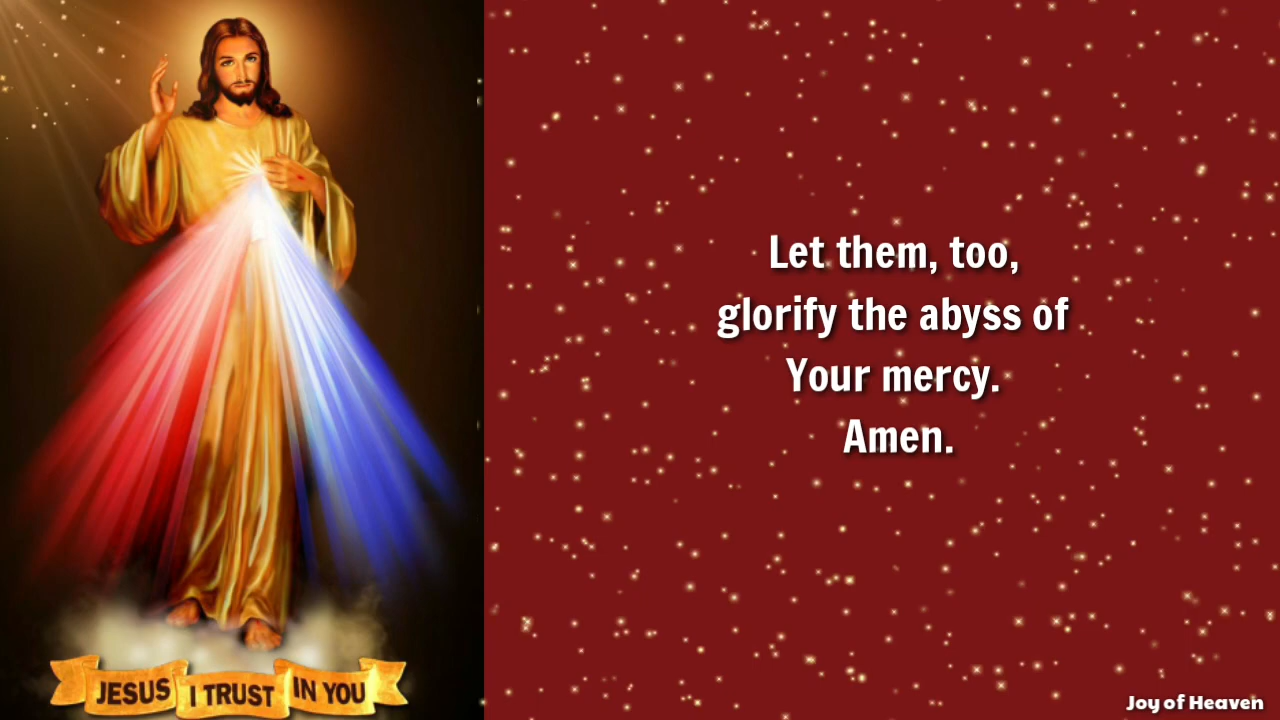 Let them, too,
glorify the abyss of
Your mercy.
Amen.
JESUS I TRUST IN YOU
Joy of Heaven